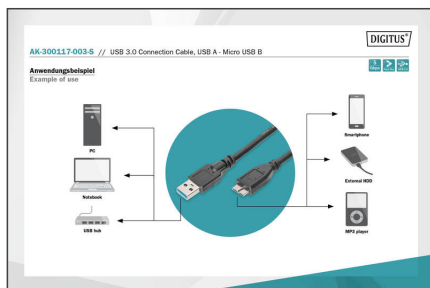 DIGITUS®
AK-300117-003-S // USB 3.0 Connection Cable, USB A - Micro USB B
Anwendungsbeispiel
Example of use
PC
Notebook
USB hub
Smartphone
External HDD
MP3 player